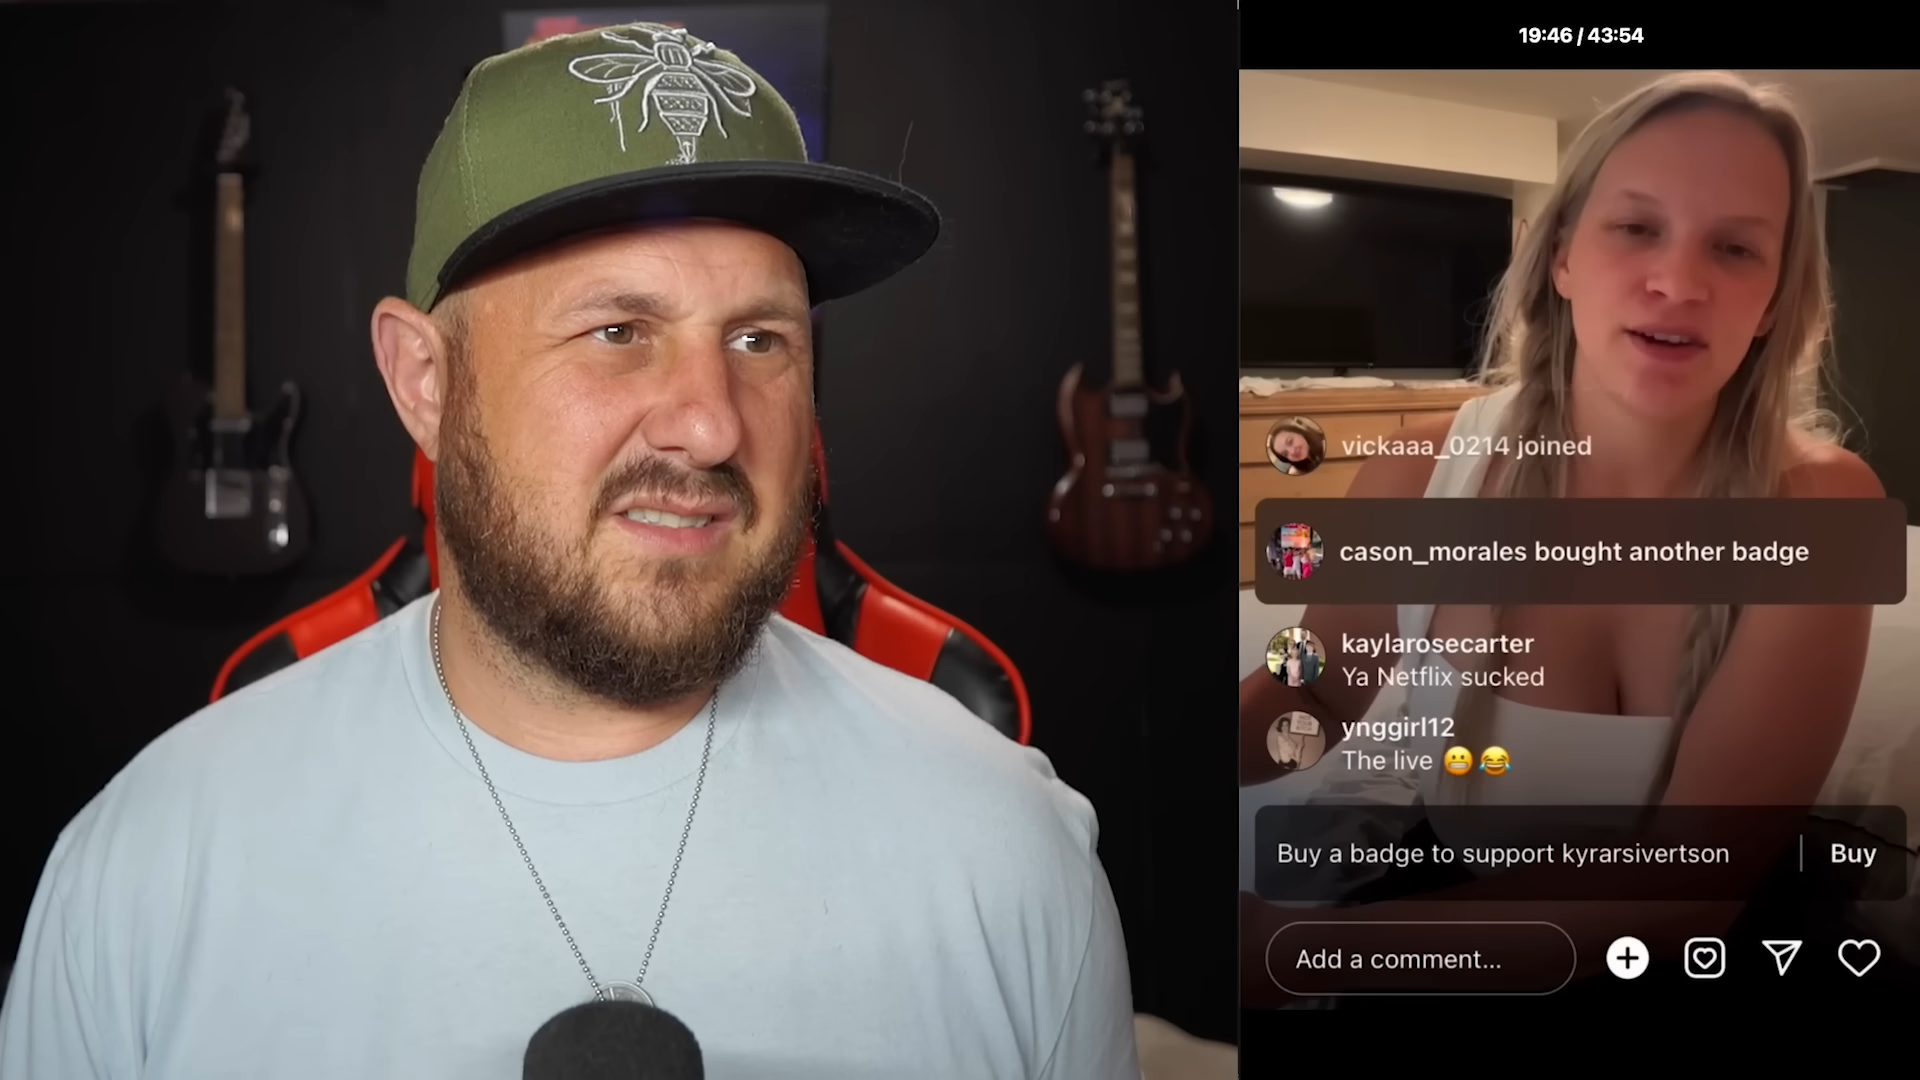 19:46 / 43:54
vickaaa_0214 joined
cason_morales bought another badge
kaylarosecarter
Ya Netflix sucked
ynggirl12
The live 😬😂
Buy a badge to support kyrarsivertson | Buy
Add a comment...